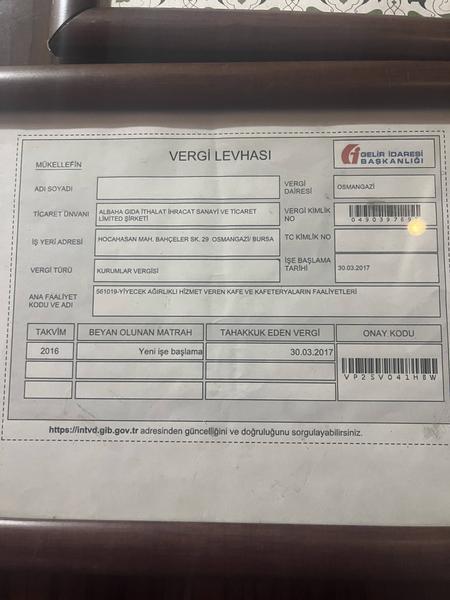 VERGİ LEVHASI
GELİR İDARESİ
BAŞKANLIĞI
MÜKELLEFİN
ADI SOYADI
VERGİ
DAİRESİ
OSMANGAZİ
TİCARET ÜNVANI
ALBAHA GIDA İTHALAT İHRACAT SANAYİ VE TİCARET
LİMİTED ŞİRKETİ
VERGİ KİMLİK
NO
İŞ YERİ ADRESİ
HOCAHASAN MAH. BAHÇELER SK. 29 OSMANGAZİ/ BURSA
TC KİMLİK NO
VERGİ TÜRÜ
KURUMLAR VERGİSİ
İŞE BAŞLAMA
TARİHİ
30.03.2017
ANA FAALİYET
KODU VE ADI
561019-YİYECEK AĞIRLIKLI HİZMET VEREN KAFE VE KAFETERYALARIN FAALİYETLERİ
TAKVİM
BEYAN OLUNAN MATRAH
TAHAKKUK EDEN VERGİ
ONAY KODU
2016
Yeni işe başlama
30.03.2017
VP2SV041H8W
https://intvd.gib.gov.tr adresinden güncelliğini ve doğruluğunu sorgulayabilirsiniz.